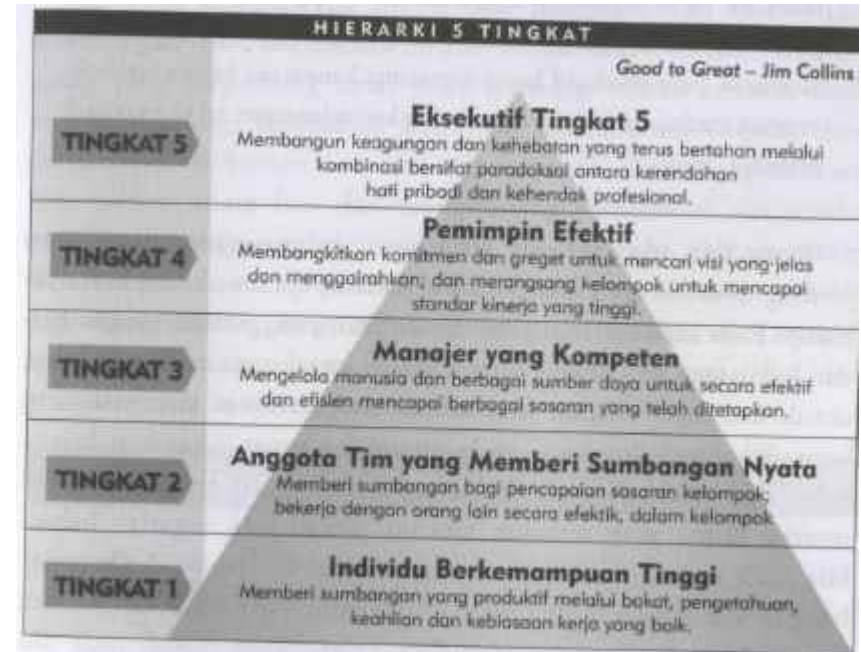 HIERARKI 5 TINGKAT
Good to Great – Jim Collins
TINGKAT 5
Eksekutif Tingkat 5
Membangun keagungan dan kehebatan yang terus bertahan melalui
kombinasi bersifat paradoksal antara kerendahan
hati pribadi dan kehendak profesional.
TINGKAT 4
Pemimpin Efektif
Membangkitkan komitmen dan greget untuk mencari visi yang jelas
dan menggairahkan, dan merangsang kelompok untuk mencapai
standar kinerja yang tinggi.
TINGKAT 3
Manajer yang Kompeten
Mengelola manusia dan berbagai sumber daya untuk secara efektif
dan efisien mencapai berbagai sasaran yang telah ditetapkan.
TINGKAT 2
Anggota Tim yang Memberi Sumbangan Nyata
Memberi sumbangan bagi pencapaian sasaran kelompok;
bekerja dengan orang lain secara efektik, dalam kelompok
TINGKAT 1
Individu Berkemampuan Tinggi
Memberi sumbangan yang produktif melalui bakat, pengetahuan,
keahlian dan kebiasaan kerja yang baik.